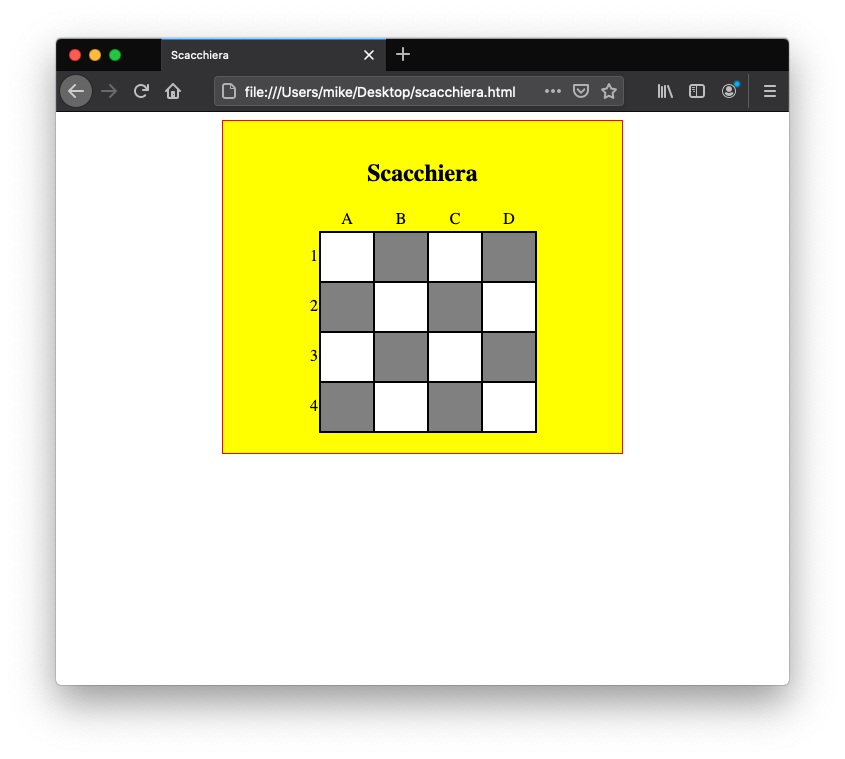 Scacchiera
file:///Users/mike/Desktop/scacchiera.html
Scacchiera
A B C D
1
2
3
4